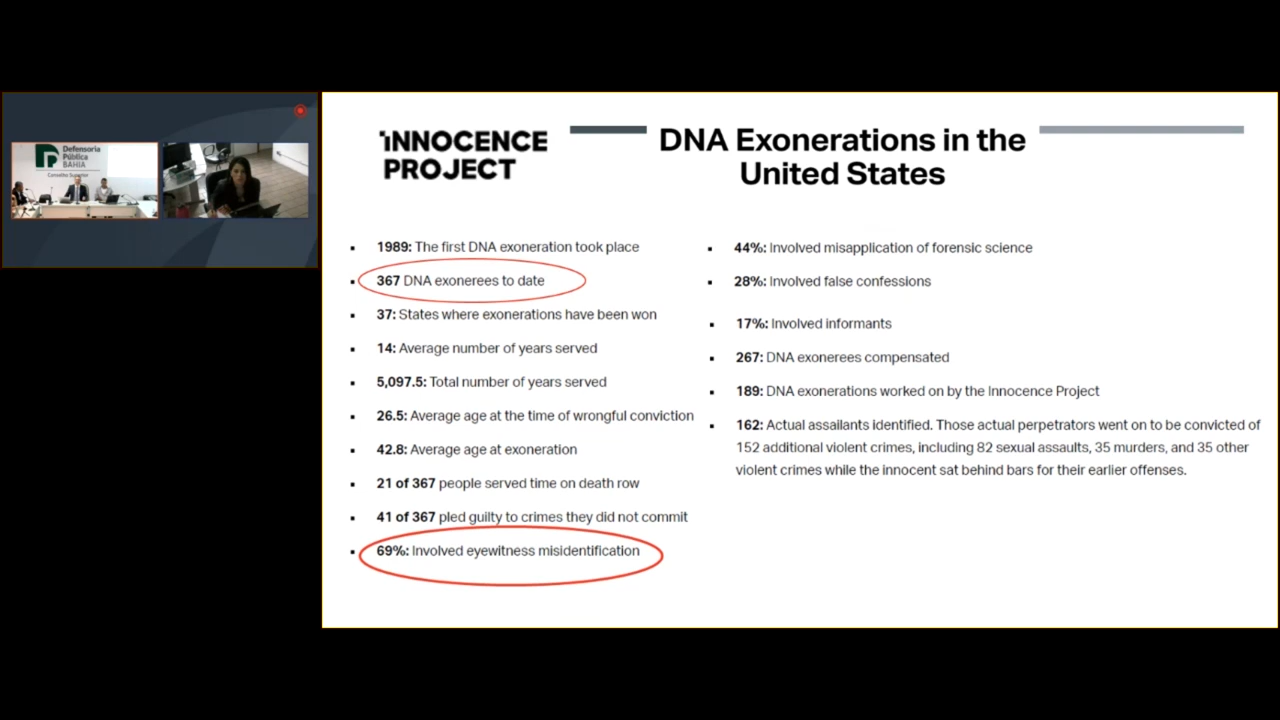 Defensoria
Pública
BAHIA
Conselho Superior
INNOCENCE
PROJECT
DNA Exonerations in the
United States
▪ 1989: The first DNA exoneration took place
▪ 367 DNA exonerees to date
▪ 37: States where exonerations have been won
▪ 14: Average number of years served
▪ 5,097.5: Total number of years served
▪ 26.5: Average age at the time of wrongful conviction
▪ 42.8: Average age at exoneration
▪ 21 of 367 people served time on death row
▪ 41 of 367 pled guilty to crimes they did not commit
▪ 69%: Involved eyewitness misidentification
▪ 44%: Involved misapplication of forensic science
▪ 28%: Involved false confessions
▪ 17%: Involved informants
▪ 267: DNA exonerees compensated
▪ 189: DNA exonerations worked on by the Innocence Project
▪ 162: Actual assailants identified. Those actual perpetrators went on to be convicted of
152 additional violent crimes, including 82 sexual assaults, 35 murders, and 35 other
violent crimes while the innocent sat behind bars for their earlier offenses.